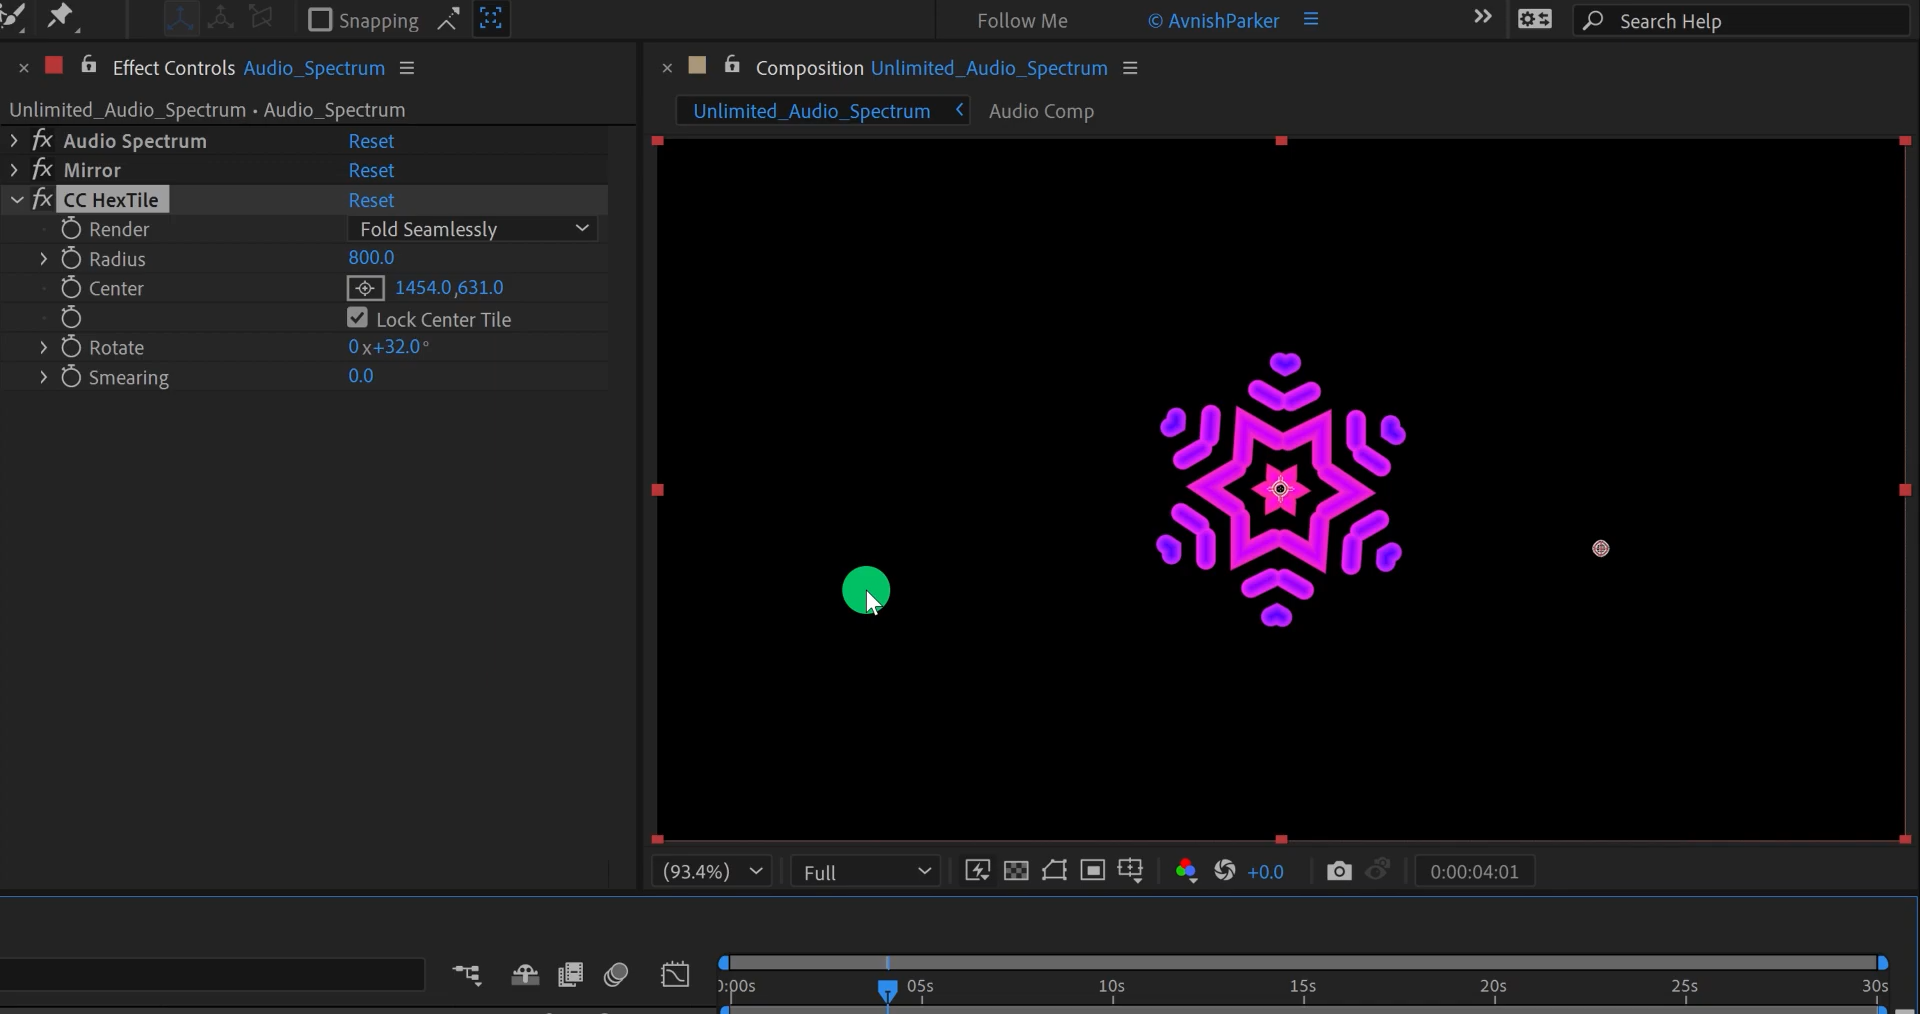 Snapping
Follow Me
© AvnishParker
Search Help
Effect Controls Audio_Spectrum
Unlimited_Audio_Spectrum • Audio_Spectrum
fx Audio Spectrum Reset
fx Mirror Reset
fx CC HexTile Reset
Render Fold Seamlessly
Radius 800.0
Center 1454.0,631.0
Lock Center Tile
Rotate 0x+32.0°
Smearing 0.0
Composition Unlimited_Audio_Spectrum
Unlimited_Audio_Spectrum Audio Comp
(93.4%) Full +0.0 0:00:04:01
0:00s 05s 10s 15s 20s 25s 30s